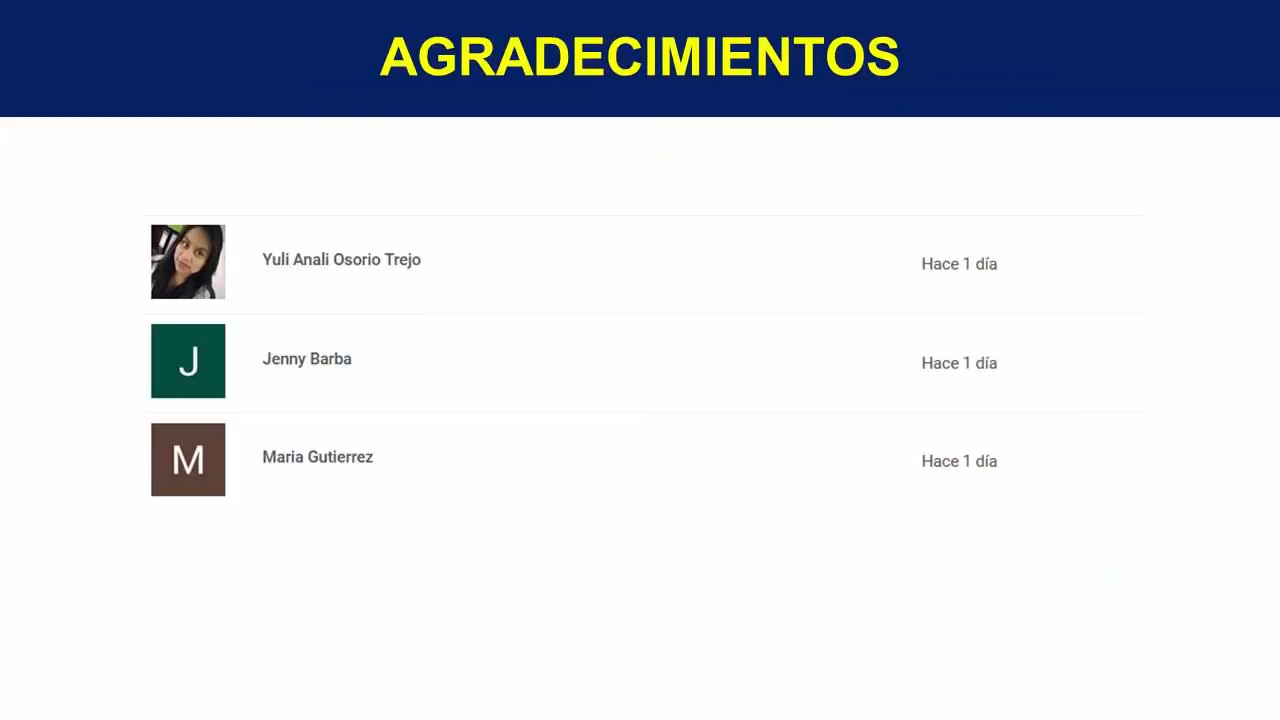 AGRADECIMIENTOS
Yuli Anali Osorio Trejo
Hace 1 día
J
Jenny Barba
Hace 1 día
M
Maria Gutierrez
Hace 1 día